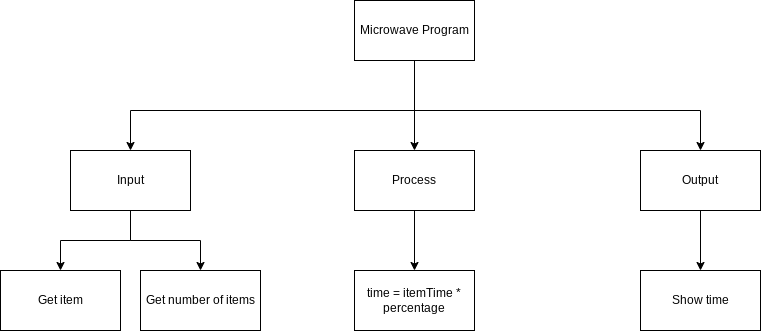 Microwave Program
Input
Process
Output
Get item
Get number of items
time = itemTime *
percentage
Show time